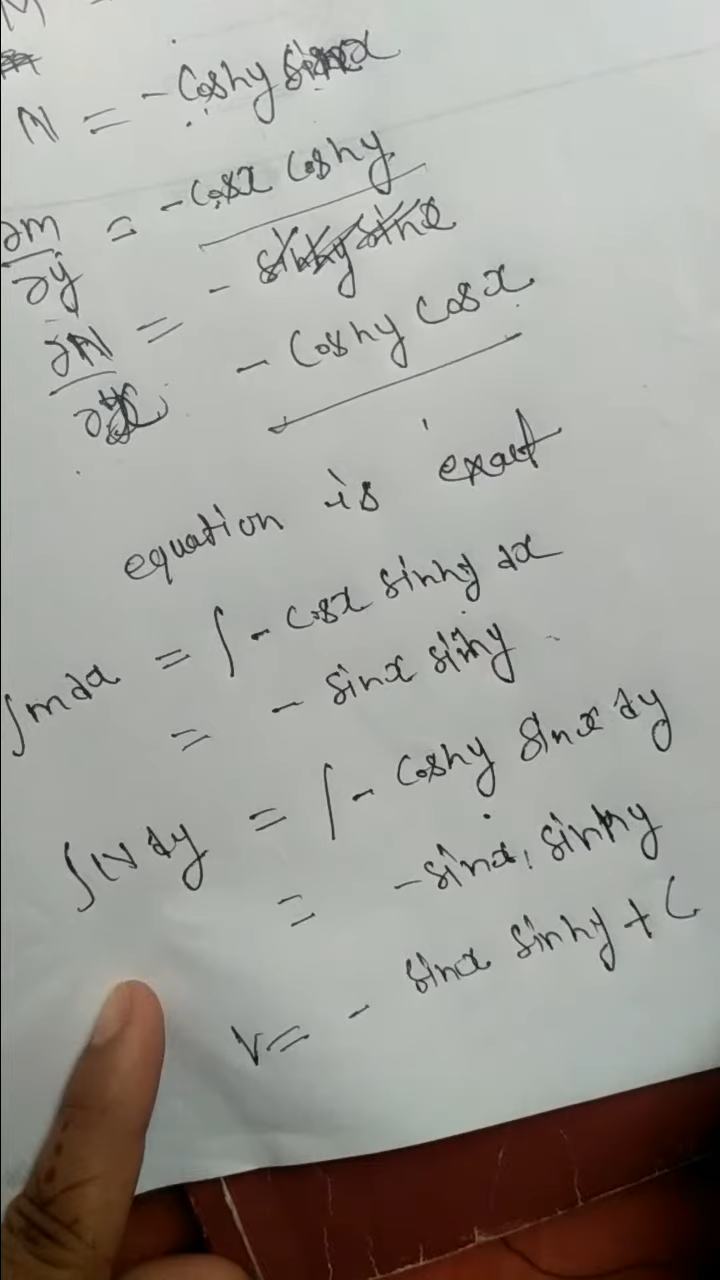 M -
N = - Coshy sinx
∂m/∂y = - Cosx Coshy
∂N/∂x = -
- Coshy Cosx
equation is exact
∫mdx = ∫ - Cosx sinhy dx
= - sinx sinhy
∫Ndy = ∫ - Coshy sinx dy
= - sinx, sinhy
V = - sinx sinhy + C